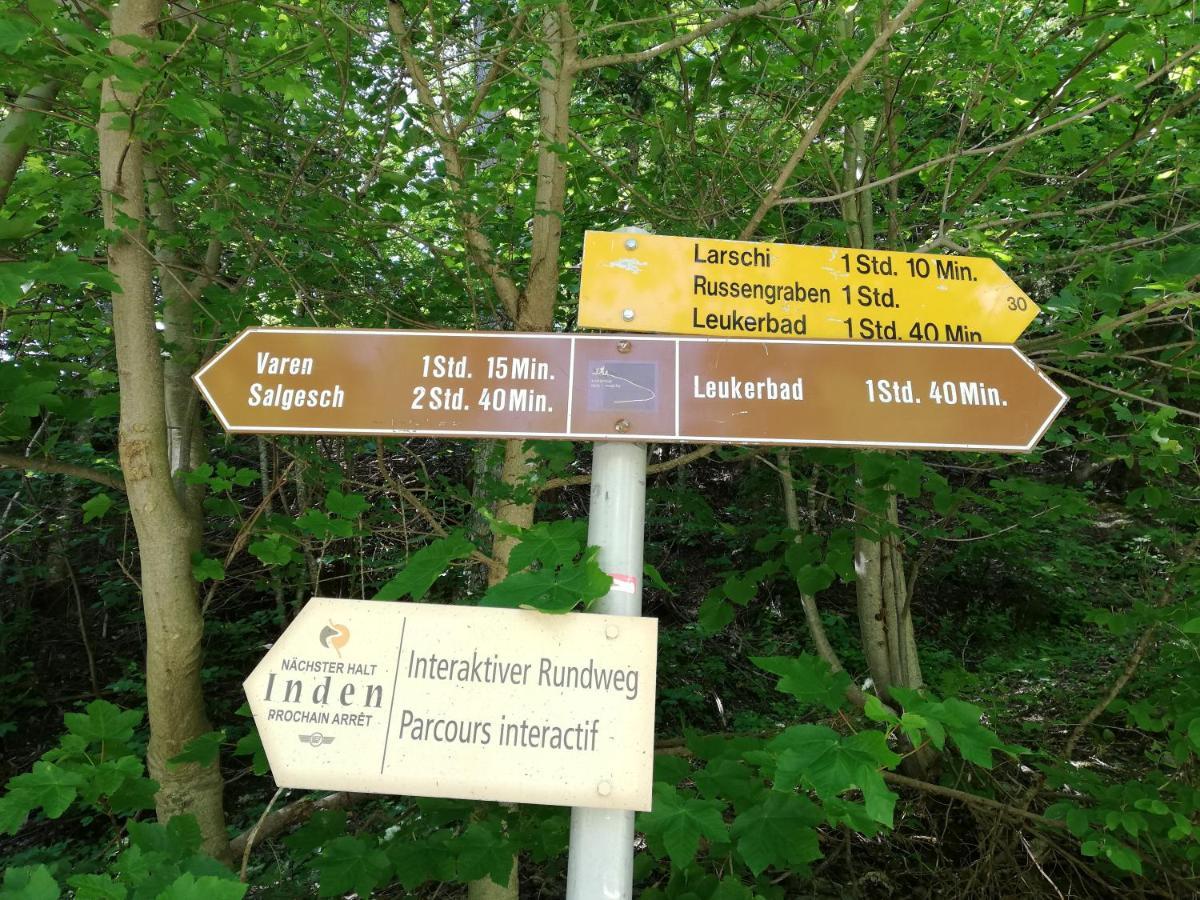 Larschi 1 Std. 10 Min.
Russengraben 1 Std.
Leukerbad 1 Std. 40 Min.
30
Varen 1 Std. 15 Min.
Salgesch 2 Std. 40 Min.
Leukerbad 1 Std. 40 Min.
NÄCHSTER HALT
Inden
PROCHAIN ARRÊT
Interaktiver Rundweg
Parcours interactif